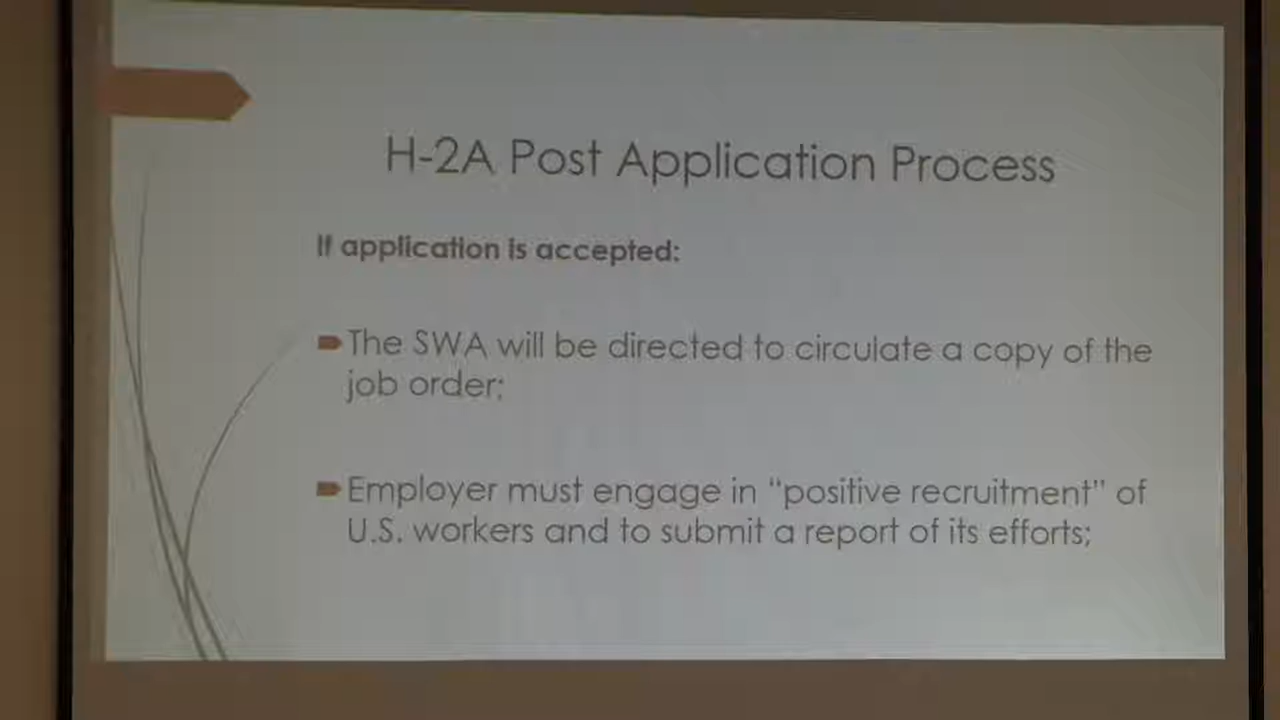 H-2A Post Application Process
If application is accepted:
The SWA will be directed to circulate a copy of the
job order;
Employer must engage in “positive recruitment” of
U.S. workers and to submit a report of its efforts;